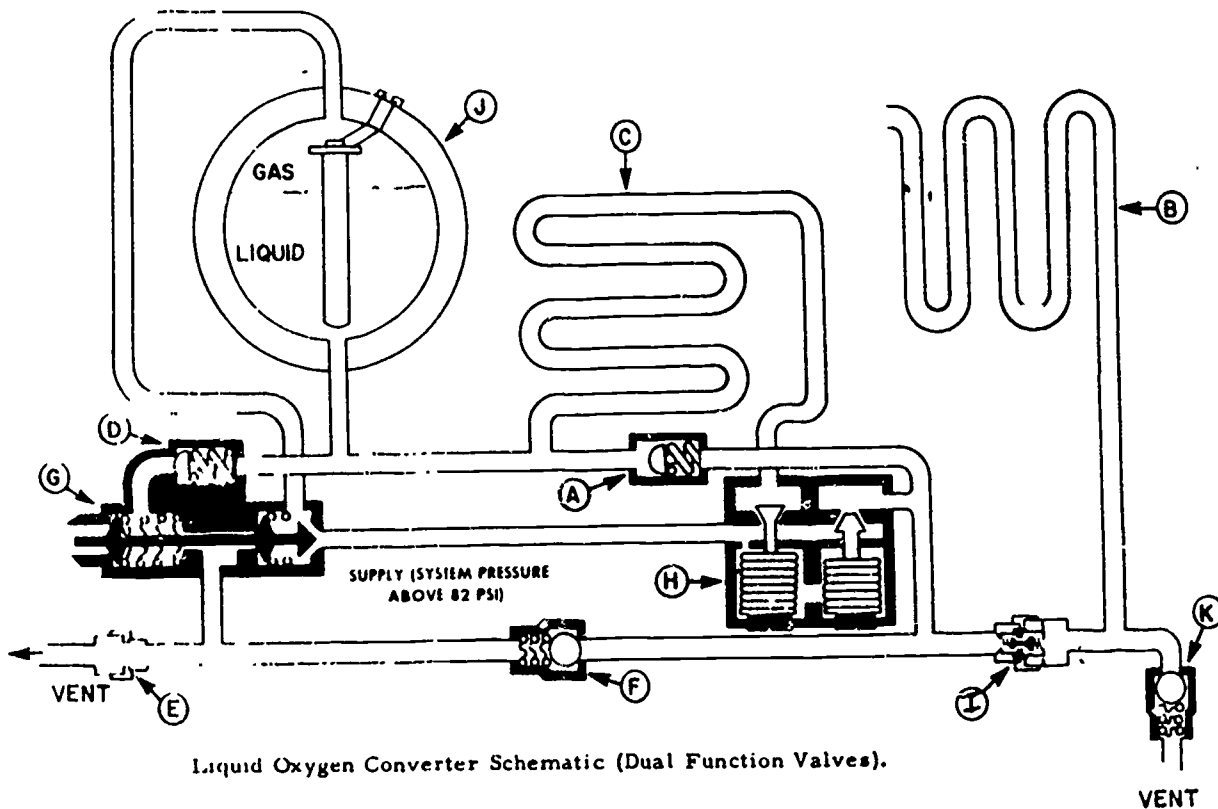 J
C
GAS
B
LIQUID
D
G
A
SUPPLY (SYSTEM PRESSURE
ABOVE 82 PSI)
H
K
VENT
E
F
I
Liquid Oxygen Converter Schematic (Dual Function Valves).
VENT